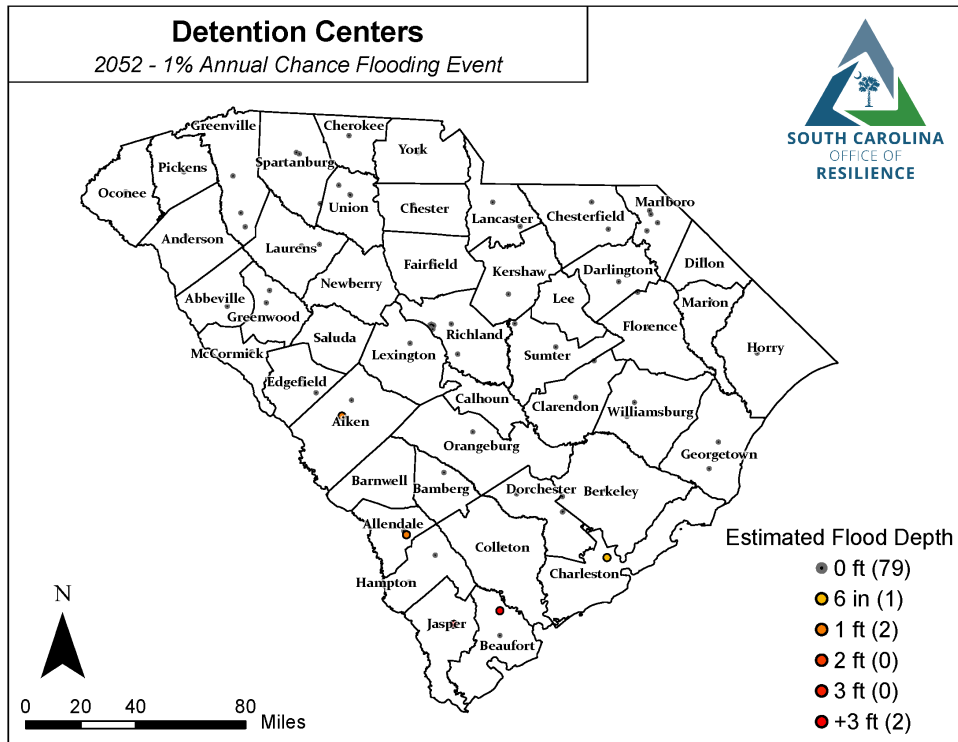 Detention Centers
2052 - 1% Annual Chance Flooding Event
SOUTH CAROLINA
OFFICE OF
RESILIENCE
Greenville
Cherokee
Spartanburg
York
Pickens
Oconee
Union
Chester
Lancaster
Chesterfield
Marlboro
Anderson
Laurens
Fairfield
Kershaw
Darlington
Dillon
Newberry
Lee
Abbeville
Greenwood
Marion
Florence
Saluda
Richland
McCormick
Lexington
Sumter
Horry
Edgefield
Calhoun
Clarendon
Williamsburg
Aiken
Orangeburg
Georgetown
Barnwell
Bamberg
Dorchester
Berkeley
Allendale
Colleton
Charleston
Hampton
Jasper
Beaufort
Estimated Flood Depth
0 ft (79)
6 in (1)
1 ft (2)
2 ft (0)
3 ft (0)
+3 ft (2)
N
0 20 40 80
Miles